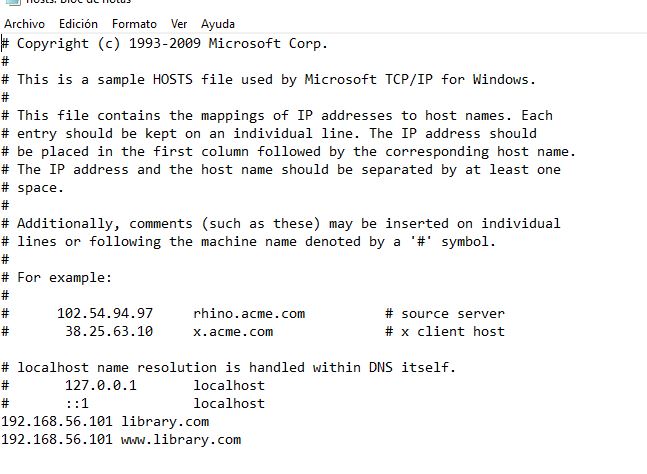 hosts: Bloc de notas
Archivo Edición Formato Ver Ayuda
# Copyright (c) 1993-2009 Microsoft Corp.
#
# This is a sample HOSTS file used by Microsoft TCP/IP for Windows.
#
# This file contains the mappings of IP addresses to host names. Each
# entry should be kept on an individual line. The IP address should
# be placed in the first column followed by the corresponding host name.
# The IP address and the host name should be separated by at least one
# space.
#
# Additionally, comments (such as these) may be inserted on individual
# lines or following the machine name denoted by a '#' symbol.
#
# For example:
#
#      102.54.94.97     rhino.acme.com          # source server
#       38.25.63.10     x.acme.com              # x client host

# localhost name resolution is handled within DNS itself.
#       127.0.0.1       localhost
#       ::1             localhost
192.168.56.101 library.com
192.168.56.101 www.library.com